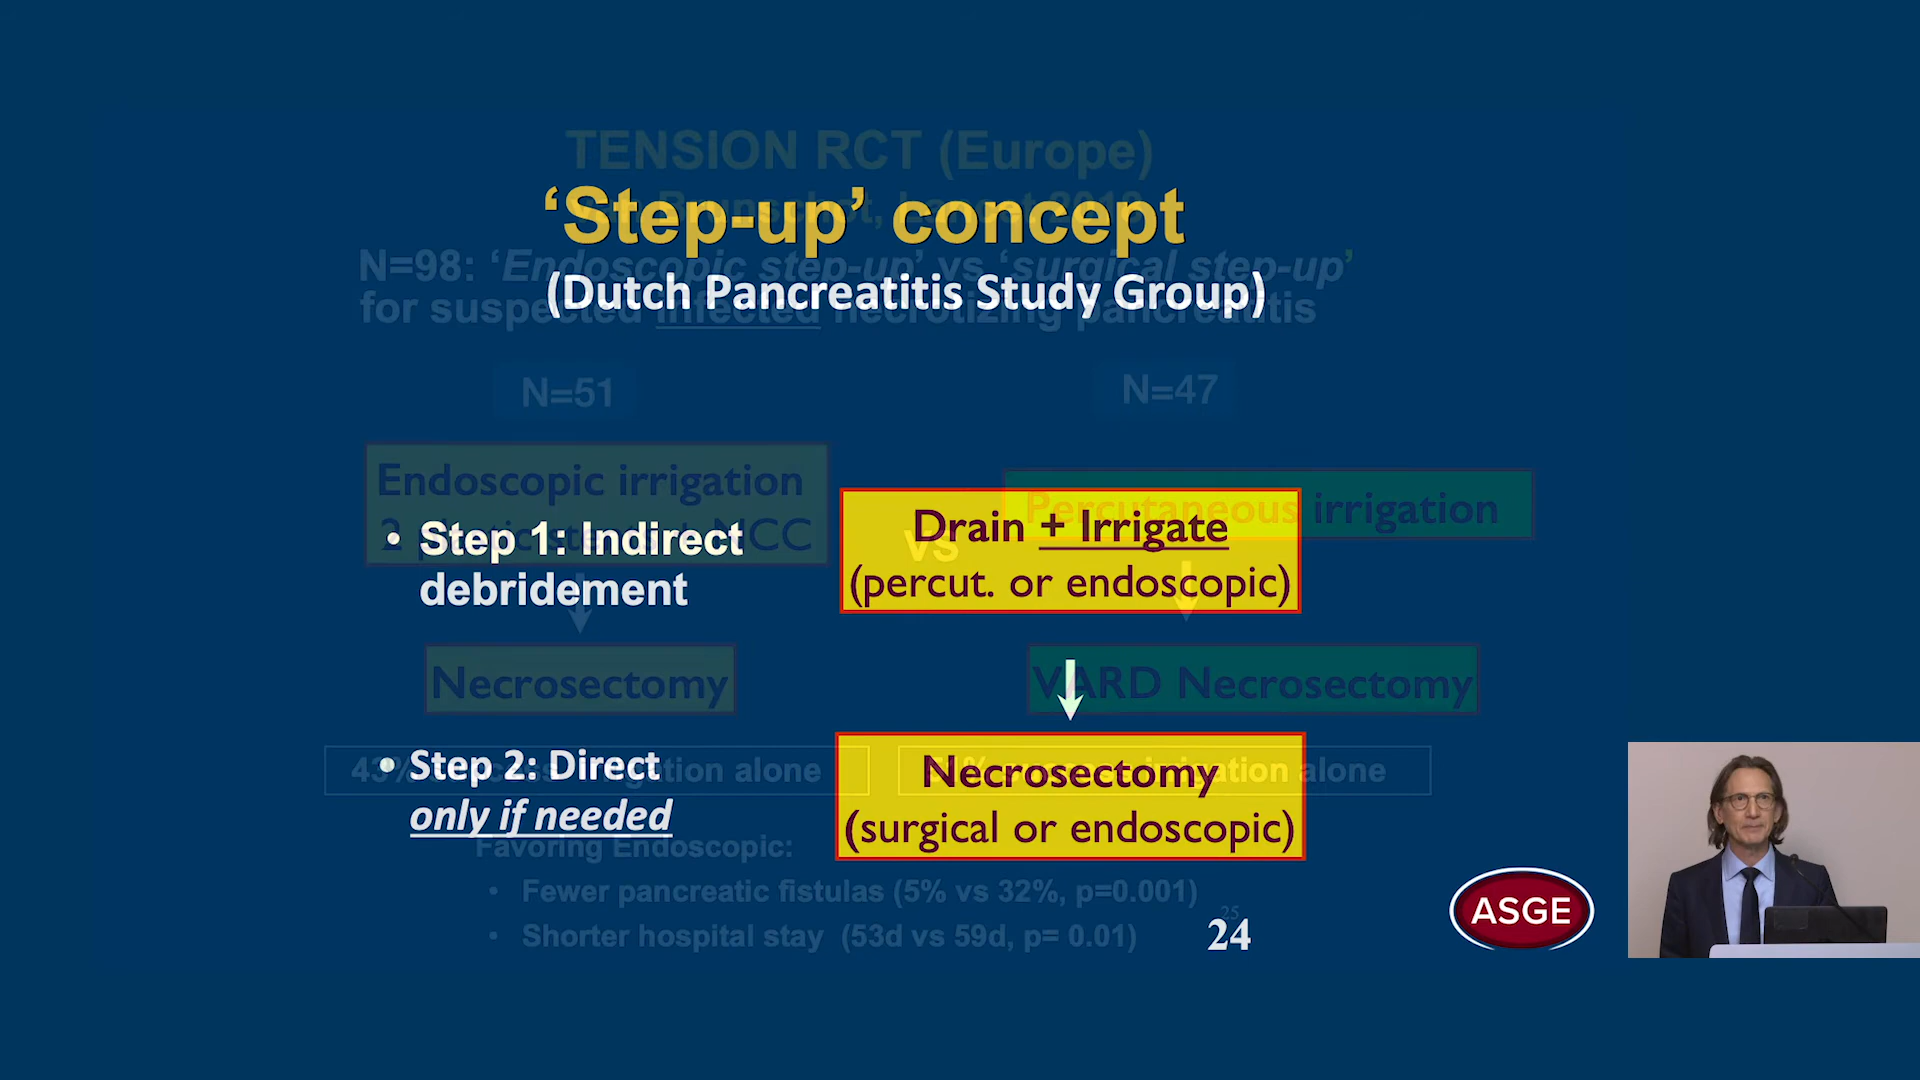 TENSION RCT (Europe)
‘Step-up’ concept
N=98: ‘Endoscopic step-up’ vs ‘surgical step-up’
(Dutch Pancreatitis Study Group)
for suspected infected necrotizing pancreatitis
N=51
N=47
Endoscopic irrigation
Percutaneous irrigation
• Step 1: Indirect
debridement
vs
Drain + Irrigate
(percut. or endoscopic)
Necrosectomy
VARD Necrosectomy
• Step 2: Direct
only if needed
irrigation alone
irrigation alone
Necrosectomy
(surgical or endoscopic)
Favoring Endoscopic:
• Fewer pancreatic fistulas (5% vs 32%, p=0.001)
• Shorter hospital stay (53d vs 59d, p= 0.01)
25
24
ASGE